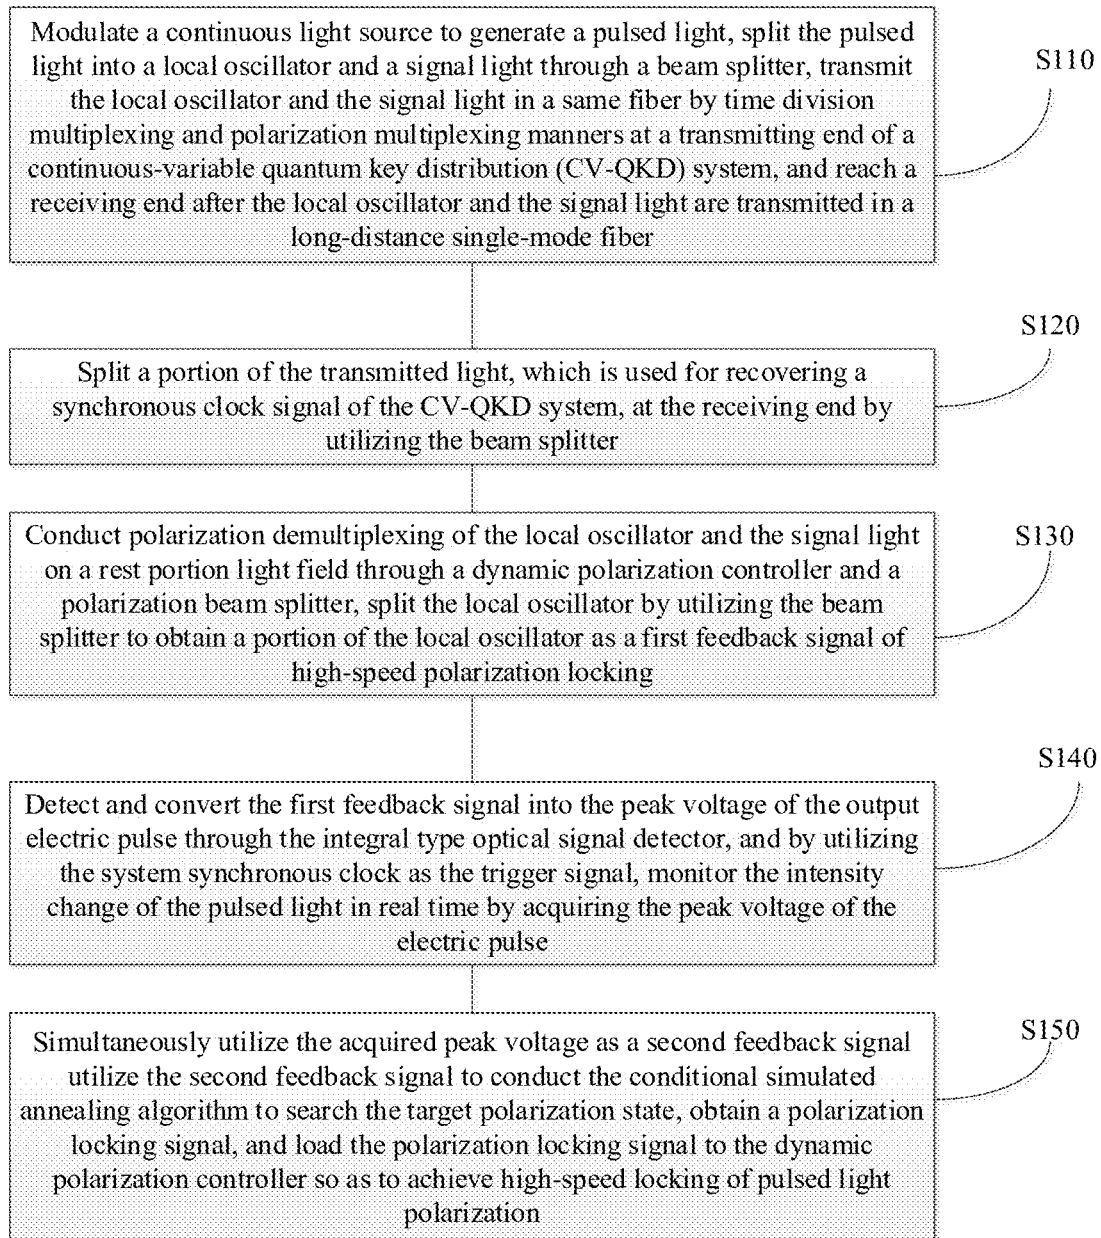 Modulate a continuous light source to generate a pulsed light, split the pulsed
light into a local oscillator and a signal light through a beam splitter, transmit
the local oscillator and the signal light in a same fiber by time division
multiplexing and polarization multiplexing manners at a transmitting end of a
continuous-variable quantum key distribution (CV-QKD) system, and reach a
receiving end after the local oscillator and the signal light are transmitted in a
long-distance single-mode fiber
S110
S120
Split a portion of the transmitted light, which is used for recovering a
synchronous clock signal of the CV-QKD system, at the receiving end by
utilizing the beam splitter
Conduct polarization demultiplexing of the local oscillator and the signal light
on a rest portion light field through a dynamic polarization controller and a
polarization beam splitter, split the local oscillator by utilizing the beam
splitter to obtain a portion of the local oscillator as a first feedback signal of
high-speed polarization locking
S130
S140
Detect and convert the first feedback signal into the peak voltage of the output
electric pulse through the integral type optical signal detector, and by utilizing
the system synchronous clock as the trigger signal, monitor the intensity
change of the pulsed light in real time by acquiring the peak voltage of the
electric pulse
S150
Simultaneously utilize the acquired peak voltage as a second feedback signal
utilize the second feedback signal to conduct the conditional simulated
annealing algorithm to search the target polarization state, obtain a polarization
locking signal, and load the polarization locking signal to the dynamic
polarization controller so as to achieve high-speed locking of pulsed light
polarization